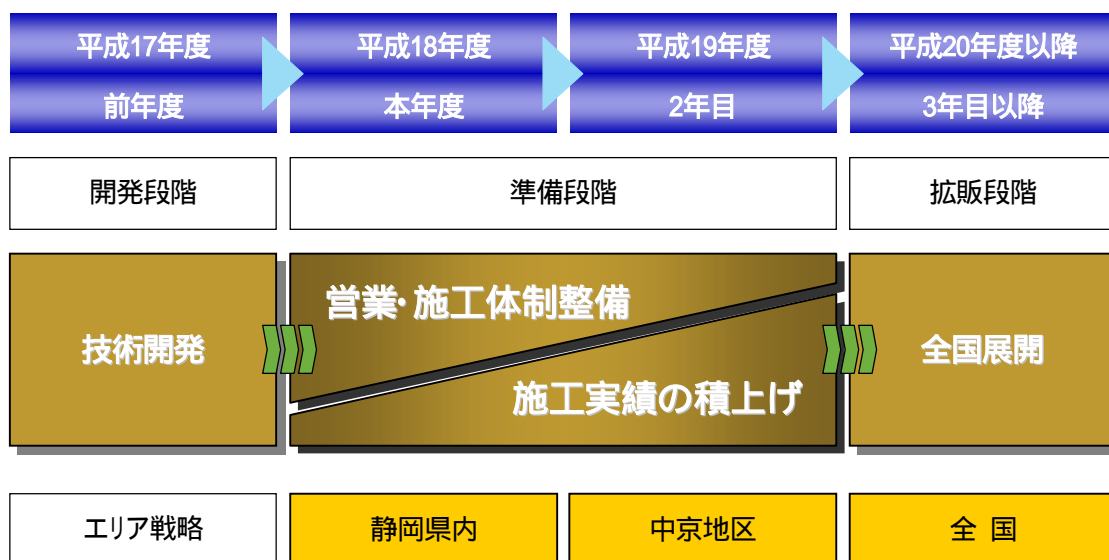 平成17年度
平成18年度
平成19年度
平成20年度以降
前年度
本年度
2年目
3年目以降
開発段階
準備段階
拡販段階
営業・施工体制整備
技術開発
全国展開
施工実績の積上げ
エリア戦略
静岡県内
中京地区
全 国